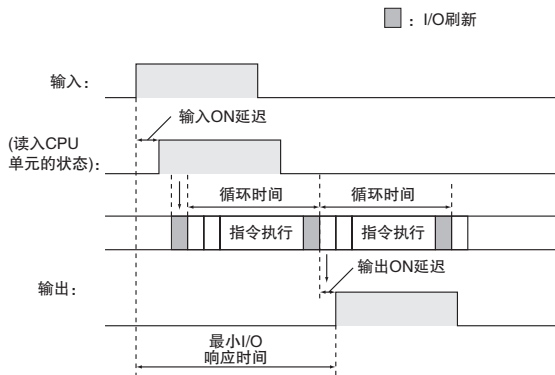 ：I/O刷新
输入：
输入ON延迟
(读入CPU
单元的状态)：
循环时间 循环时间
指令执行 指令执行
输出ON延迟
输出：
最小I/O
响应时间